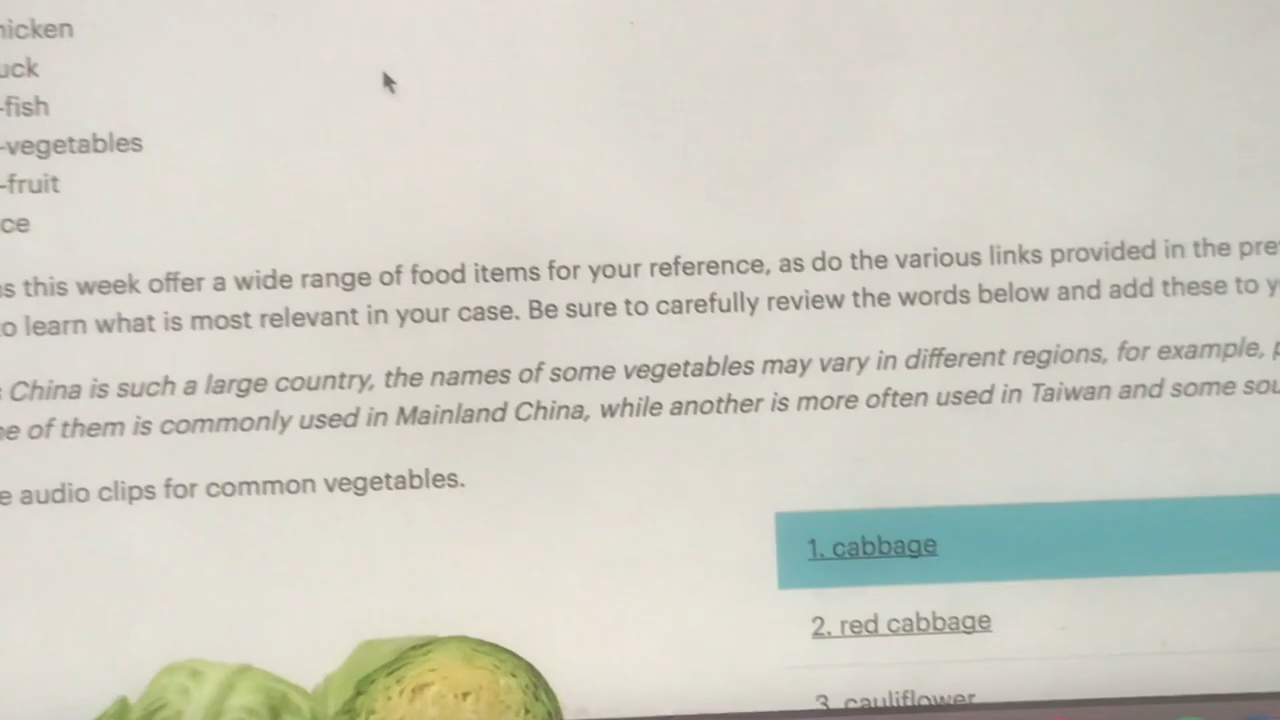 hicken
uck
-fish
-vegetables
-fruit
ce
s this week offer a wide range of food items for your reference, as do the various links provided in the pre
o learn what is most relevant in your case. Be sure to carefully review the words below and add these to y
China is such a large country, the names of some vegetables may vary in different regions, for example, p
e of them is commonly used in Mainland China, while another is more often used in Taiwan and some sou
e audio clips for common vegetables.
1. cabbage
2. red cabbage
3. cauliflower